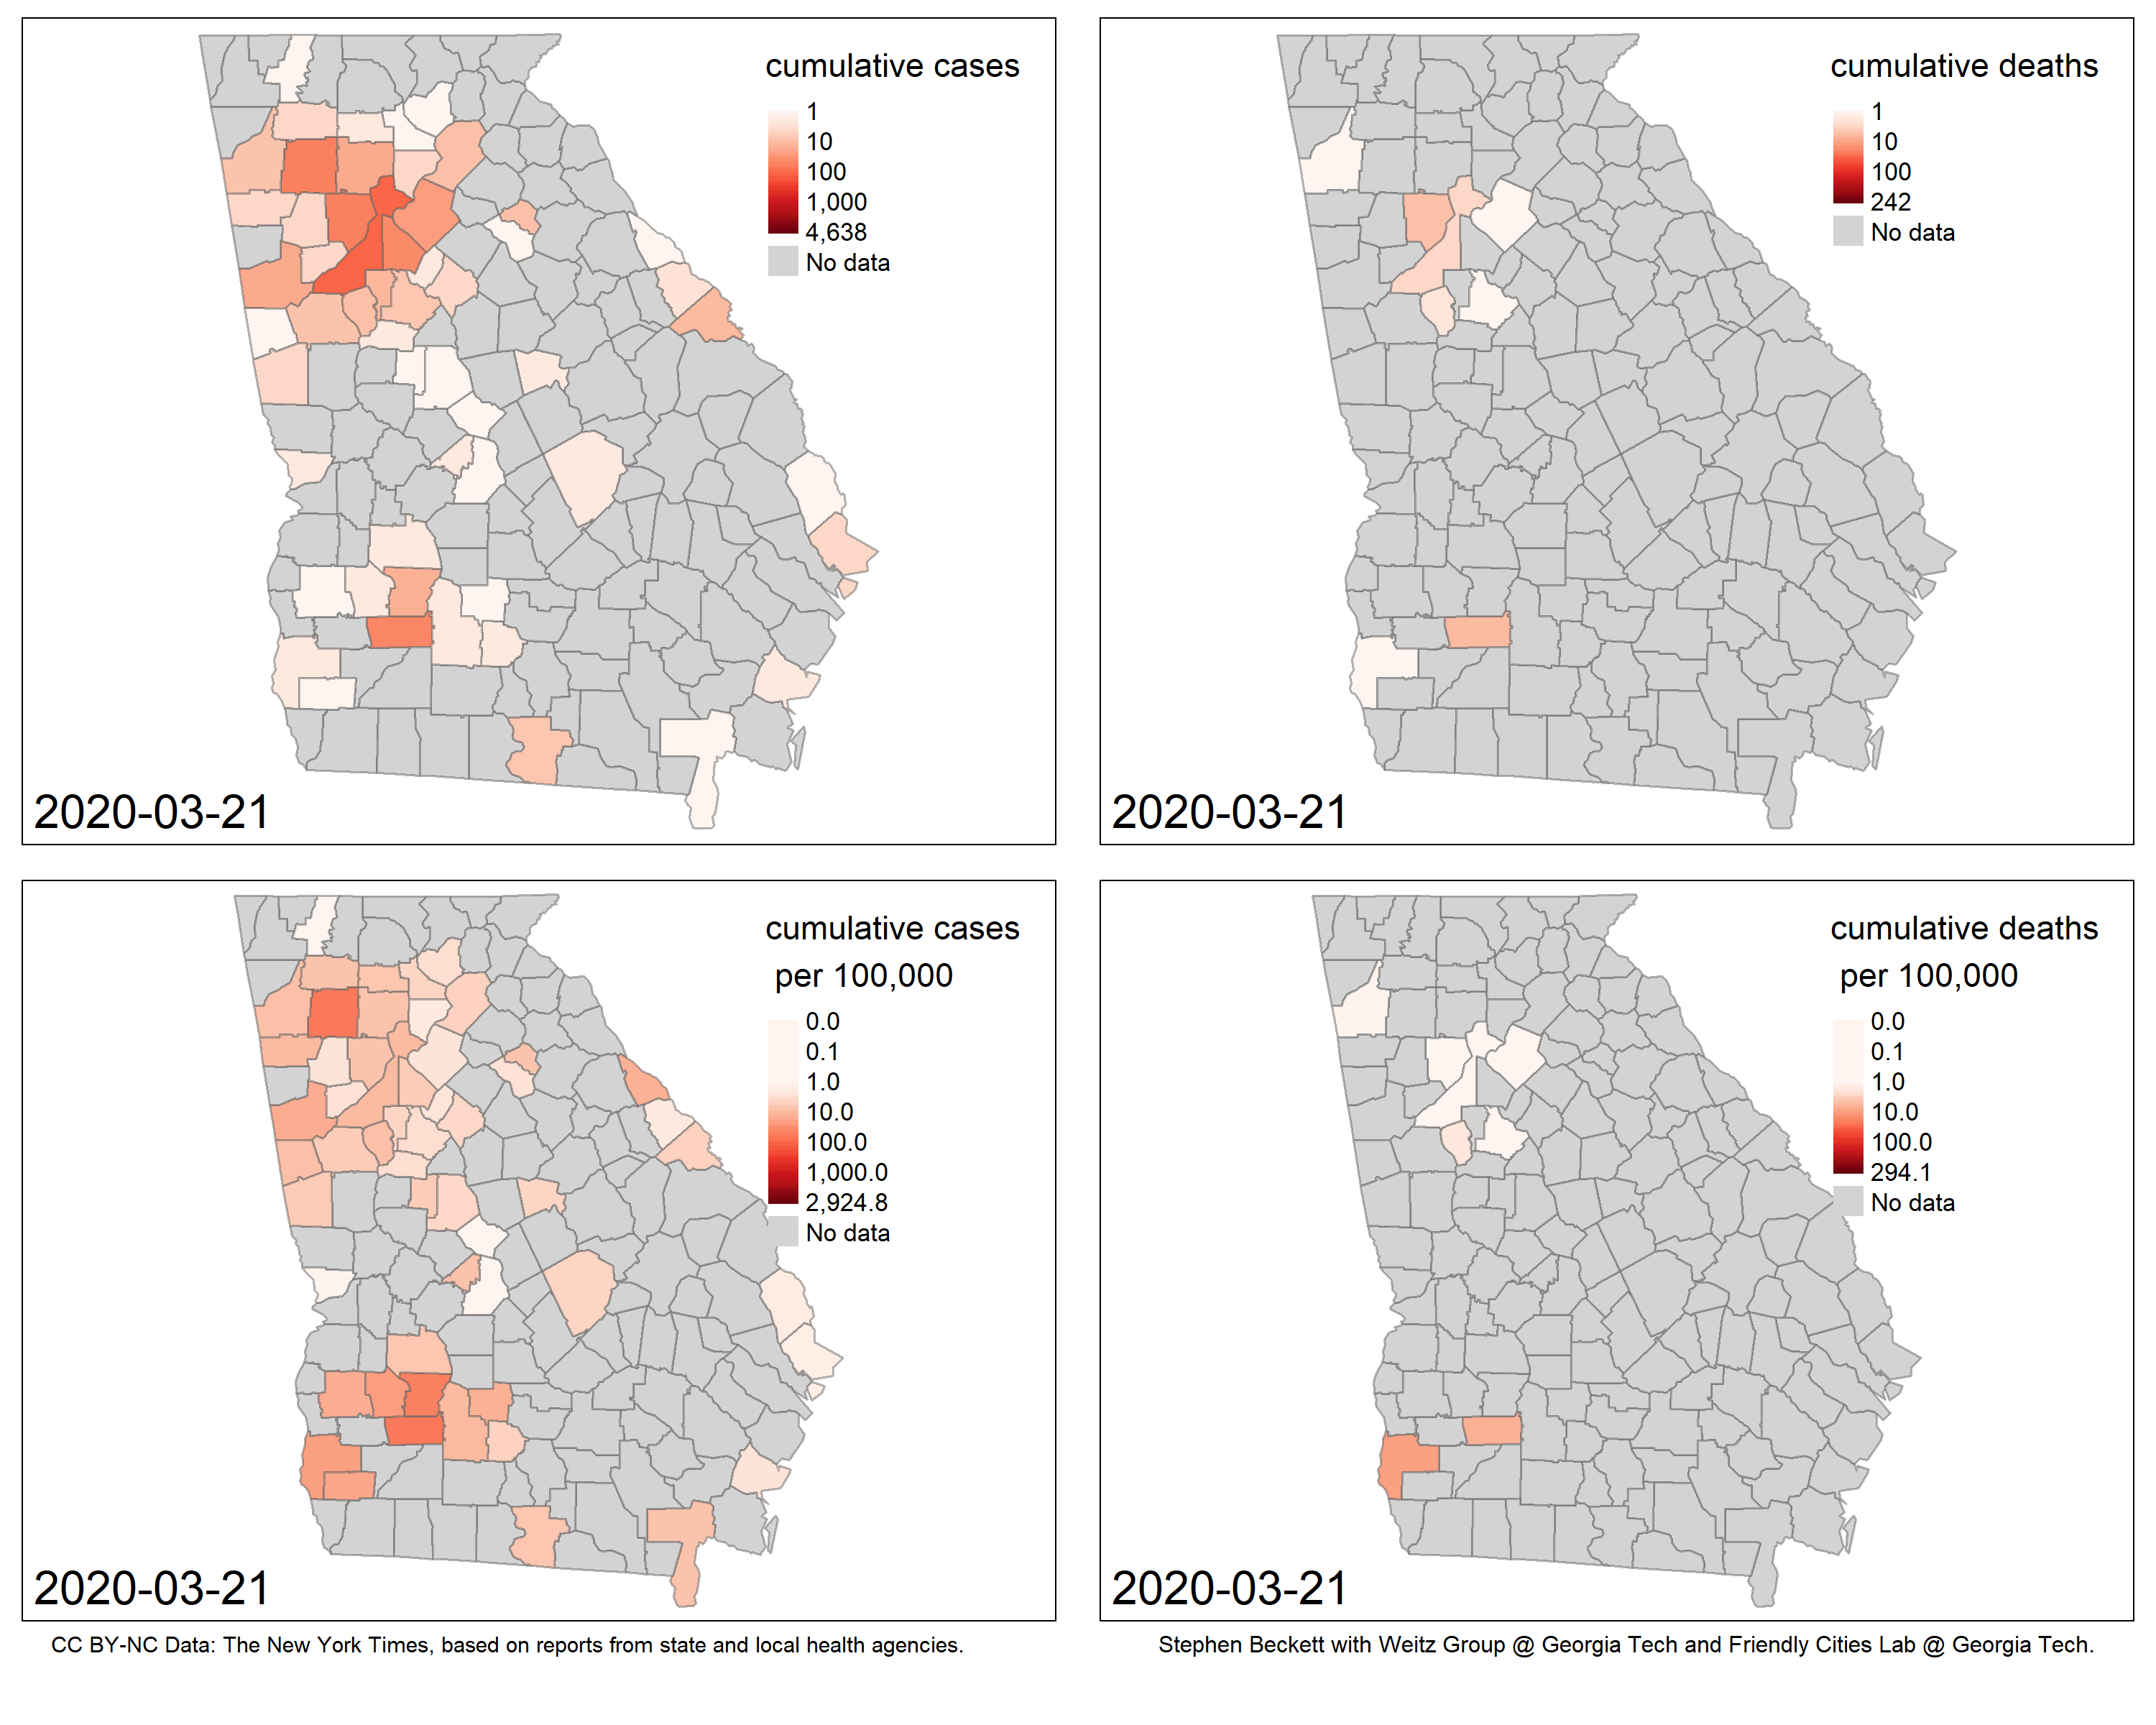 cumulative cases
1
10
100
1,000
4,638
No data
2020-03-21
cumulative deaths
1
10
100
242
No data
2020-03-21
cumulative cases
per 100,000
0.0
0.1
1.0
10.0
100.0
1,000.0
2,924.8
No data
2020-03-21
cumulative deaths
per 100,000
0.0
0.1
1.0
10.0
100.0
294.1
No data
2020-03-21
CC BY-NC Data: The New York Times, based on reports from state and local health agencies.
Stephen Beckett with Weitz Group @ Georgia Tech and Friendly Cities Lab @ Georgia Tech.